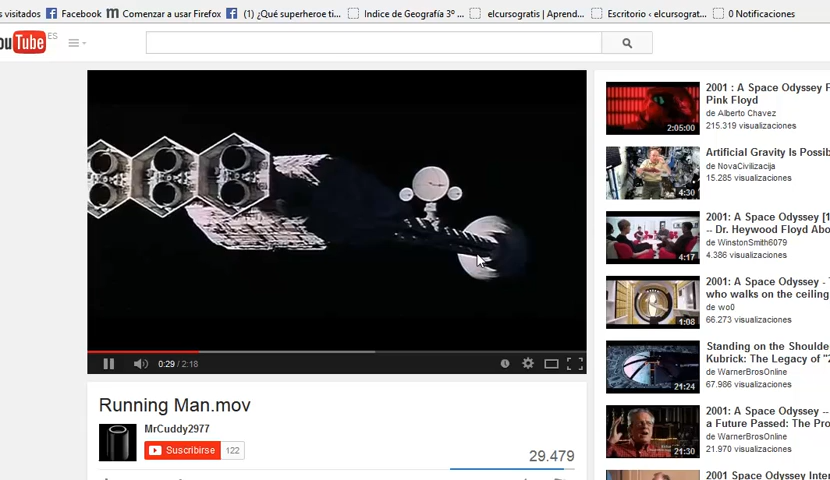 s visitados Facebook Comenzar a usar Firefox (1) ¿Qué superheroe ti... Indice de Geografía 3º ... elcursogratis | Aprend... Escritorio ‹ elcursograt... 0 Notificaciones
ou Tube ES
2001 : A Space Odyssey F
Pink Floyd
de Alberto Chavez
215.319 visualizaciones
2:05:00
Artificial Gravity Is Possib
de NovaCivilizacija
15.285 visualizaciones
4:30
2001: A Space Odyssey [1
-- Dr. Heywood Floyd Abo
de WinstonSmith6079
4.386 visualizaciones
4:17
2001: A Space Odyssey - T
who walks on the ceiling
de wo0
66.273 visualizaciones
1:08
Standing on the Shoulde
Kubrick: The Legacy of "2
de WarnerBrosOnline
67.986 visualizaciones
21:24
2001: A Space Odyssey --
a Future Passed: The Pro
de WarnerBrosOnline
21.970 visualizaciones
21:30
2001 Space Odyssey Inter
0:29 / 2:18
Running Man.mov
MrCuddy2977
Suscribirse 122
29.479